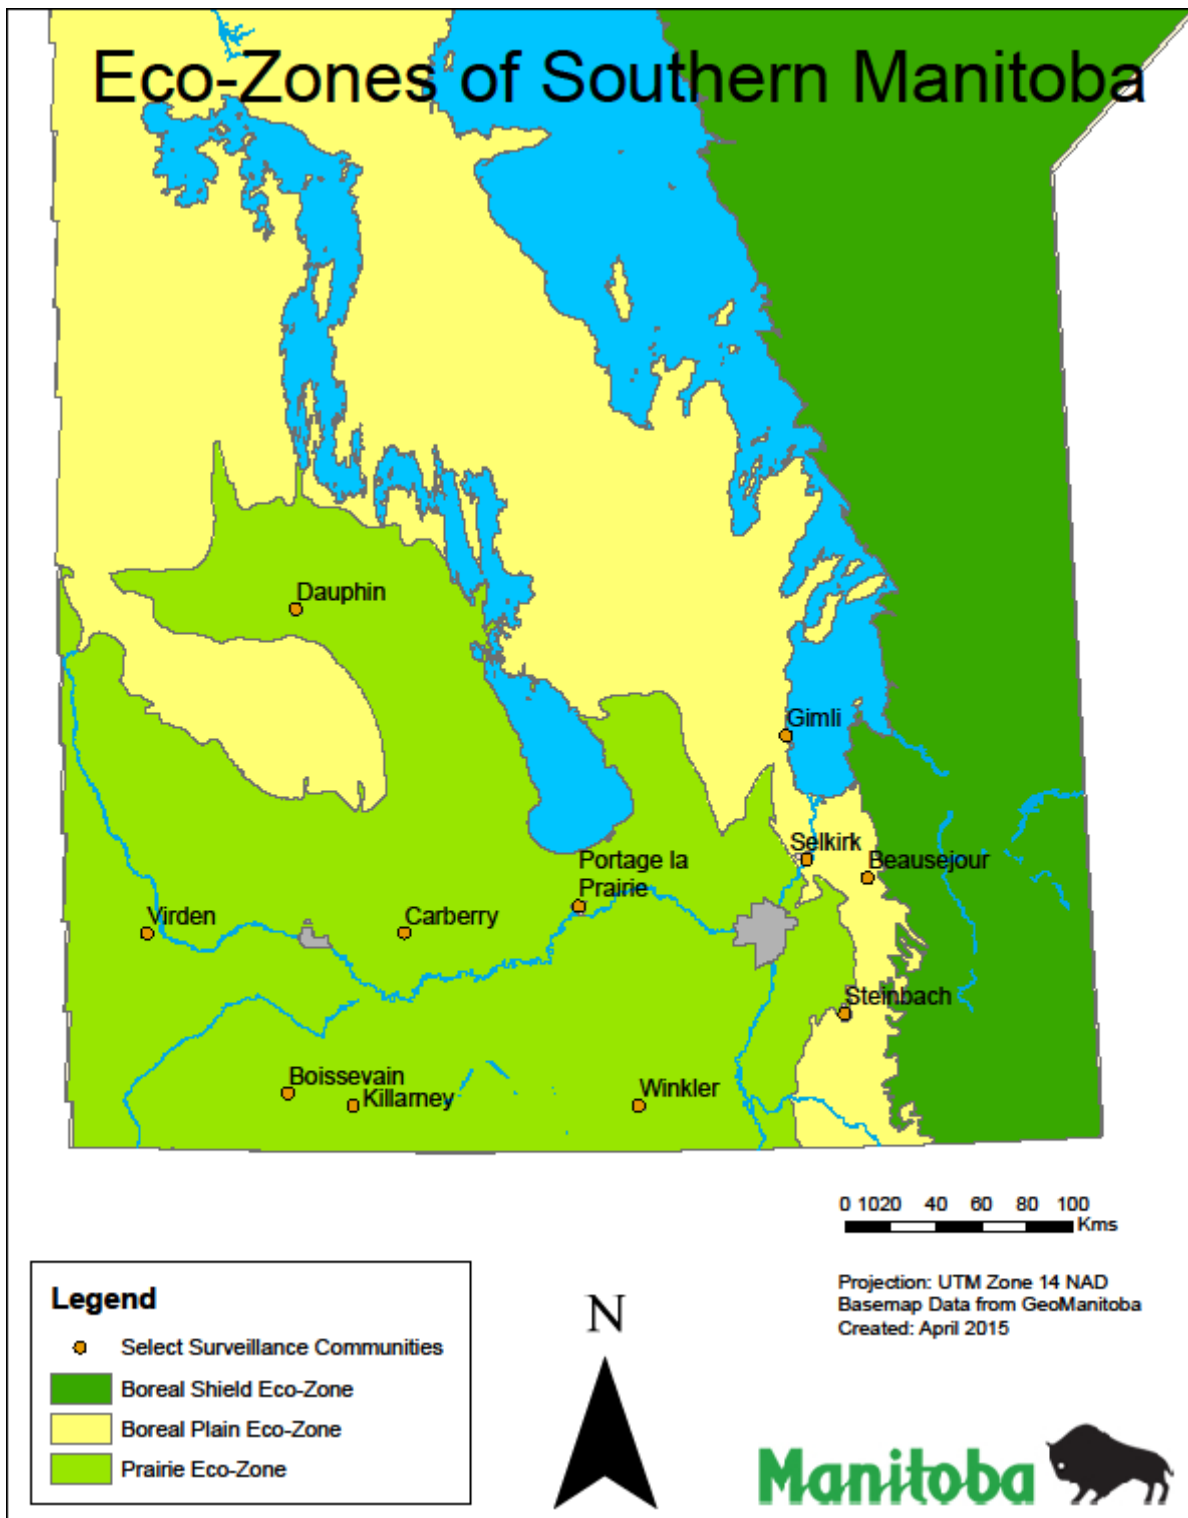 Eco-Zones of Southern Manitoba
Dauphin
Gimli
Selkirk
Beausejour
Portage la
Prairie
Virden
Carberry
Steinbach
Boissevain
Killarney
Winkler
0 1020 40 60 80 100
Kms
Projection: UTM Zone 14 NAD
Basemap Data from GeoManitoba
Created: April 2015
Legend
Select Surveillance Communities
Boreal Shield Eco-Zone
Boreal Plain Eco-Zone
Prairie Eco-Zone
N
Manitoba